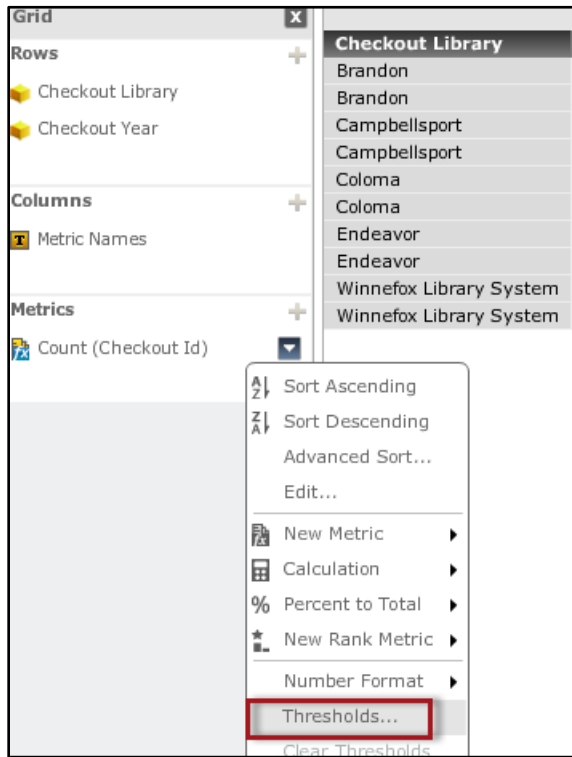 Grid
Rows
Checkout Library
Checkout Year
Columns
Metric Names
Metrics
Count (Checkout Id)
Checkout Library
Brandon
Brandon
Campbellsport
Campbellsport
Coloma
Coloma
Endeavor
Endeavor
Winnefox Library System
Winnefox Library System
Sort Ascending
Sort Descending
Advanced Sort...
Edit...
New Metric
Calculation
Percent to Total
New Rank Metric
Number Format
Thresholds...
Clear Thresholds